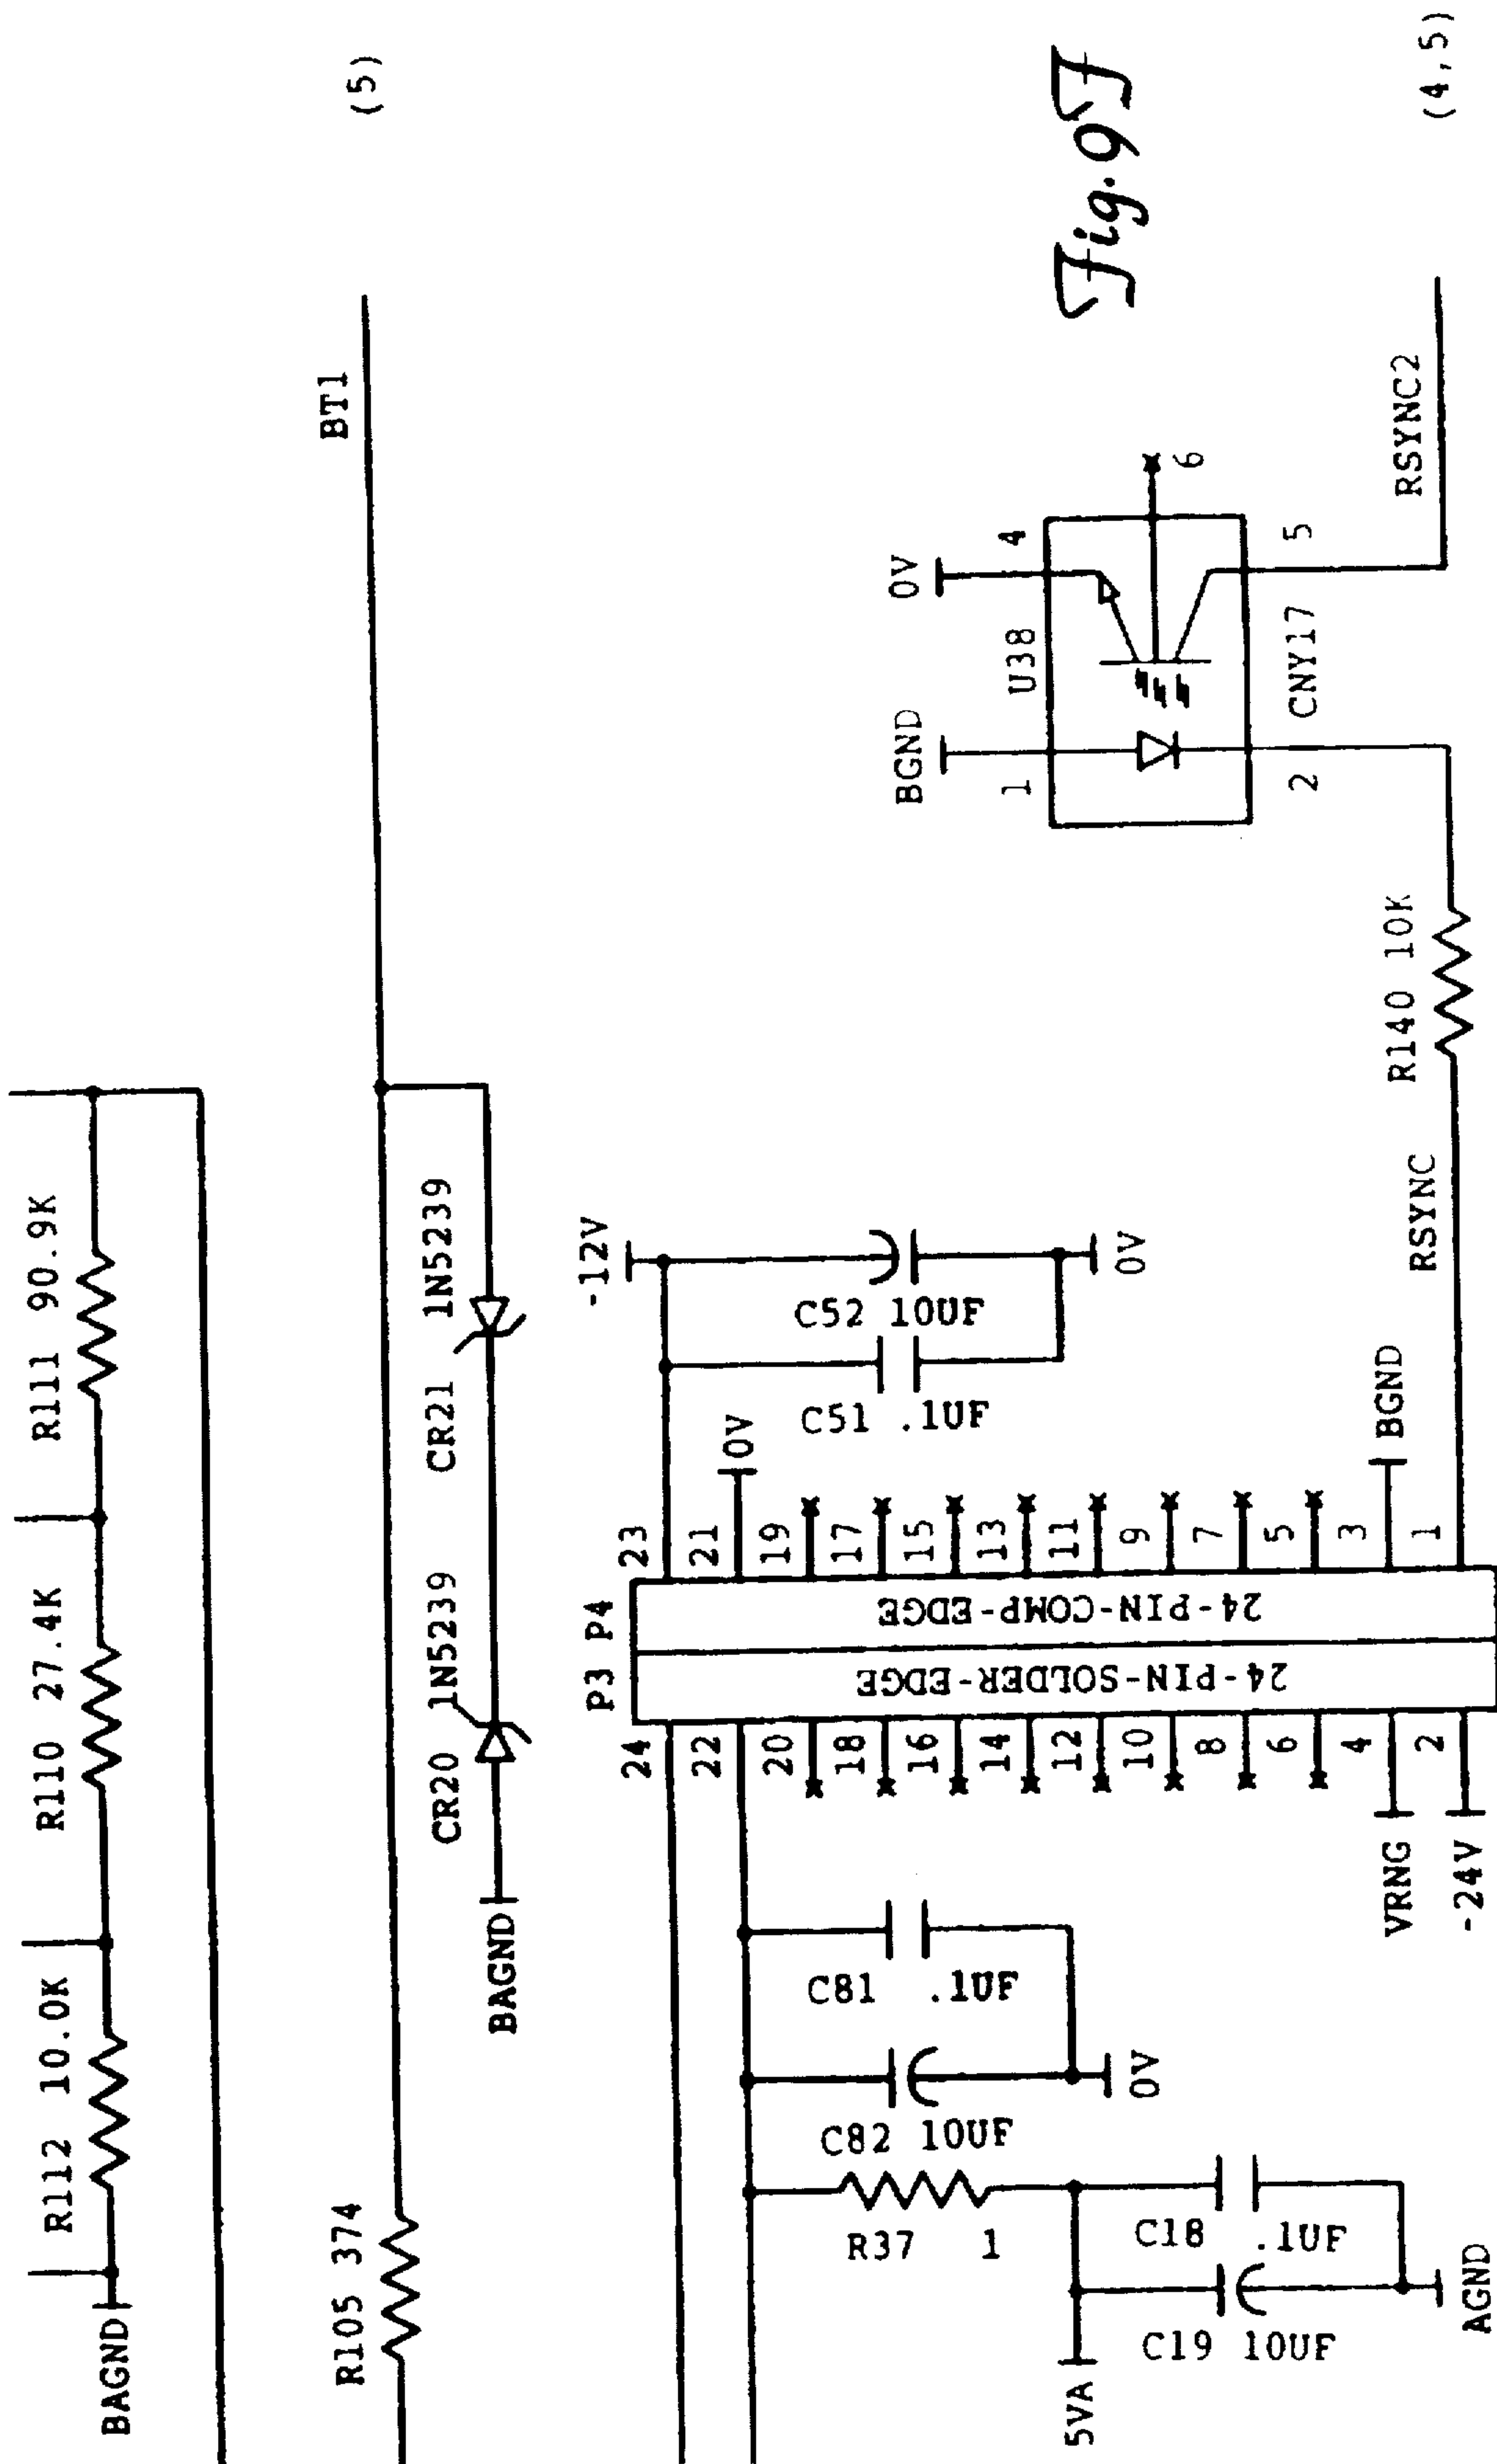 BAGND
R112 10.0K
R110 27.4K
R111 90.9K
R105 374
BT1
(5)
BAGND
CR20 1N5239
CR21 1N5239
P3 P4
24-PIN-SOLDER-EDGE
24-PIN-COMP-EDGE
24
22
20
18
16
14
12
10
8
6
4
2
23
21
19
17
15
13
11
9
7
5
3
1
-12V
0V
C51 .1UF
C52 10UF
0V
C82 10UF
C81 .1UF
0V
R37 1
5VA
C19 10UF
C18 .1UF
AGND
VRNG
-24V
BGND
RSYNC
R140 10K
BGND
0V
1
U38
4
6
2
CNY17
5
RSYNC2
(4,5)
Fig. 9J